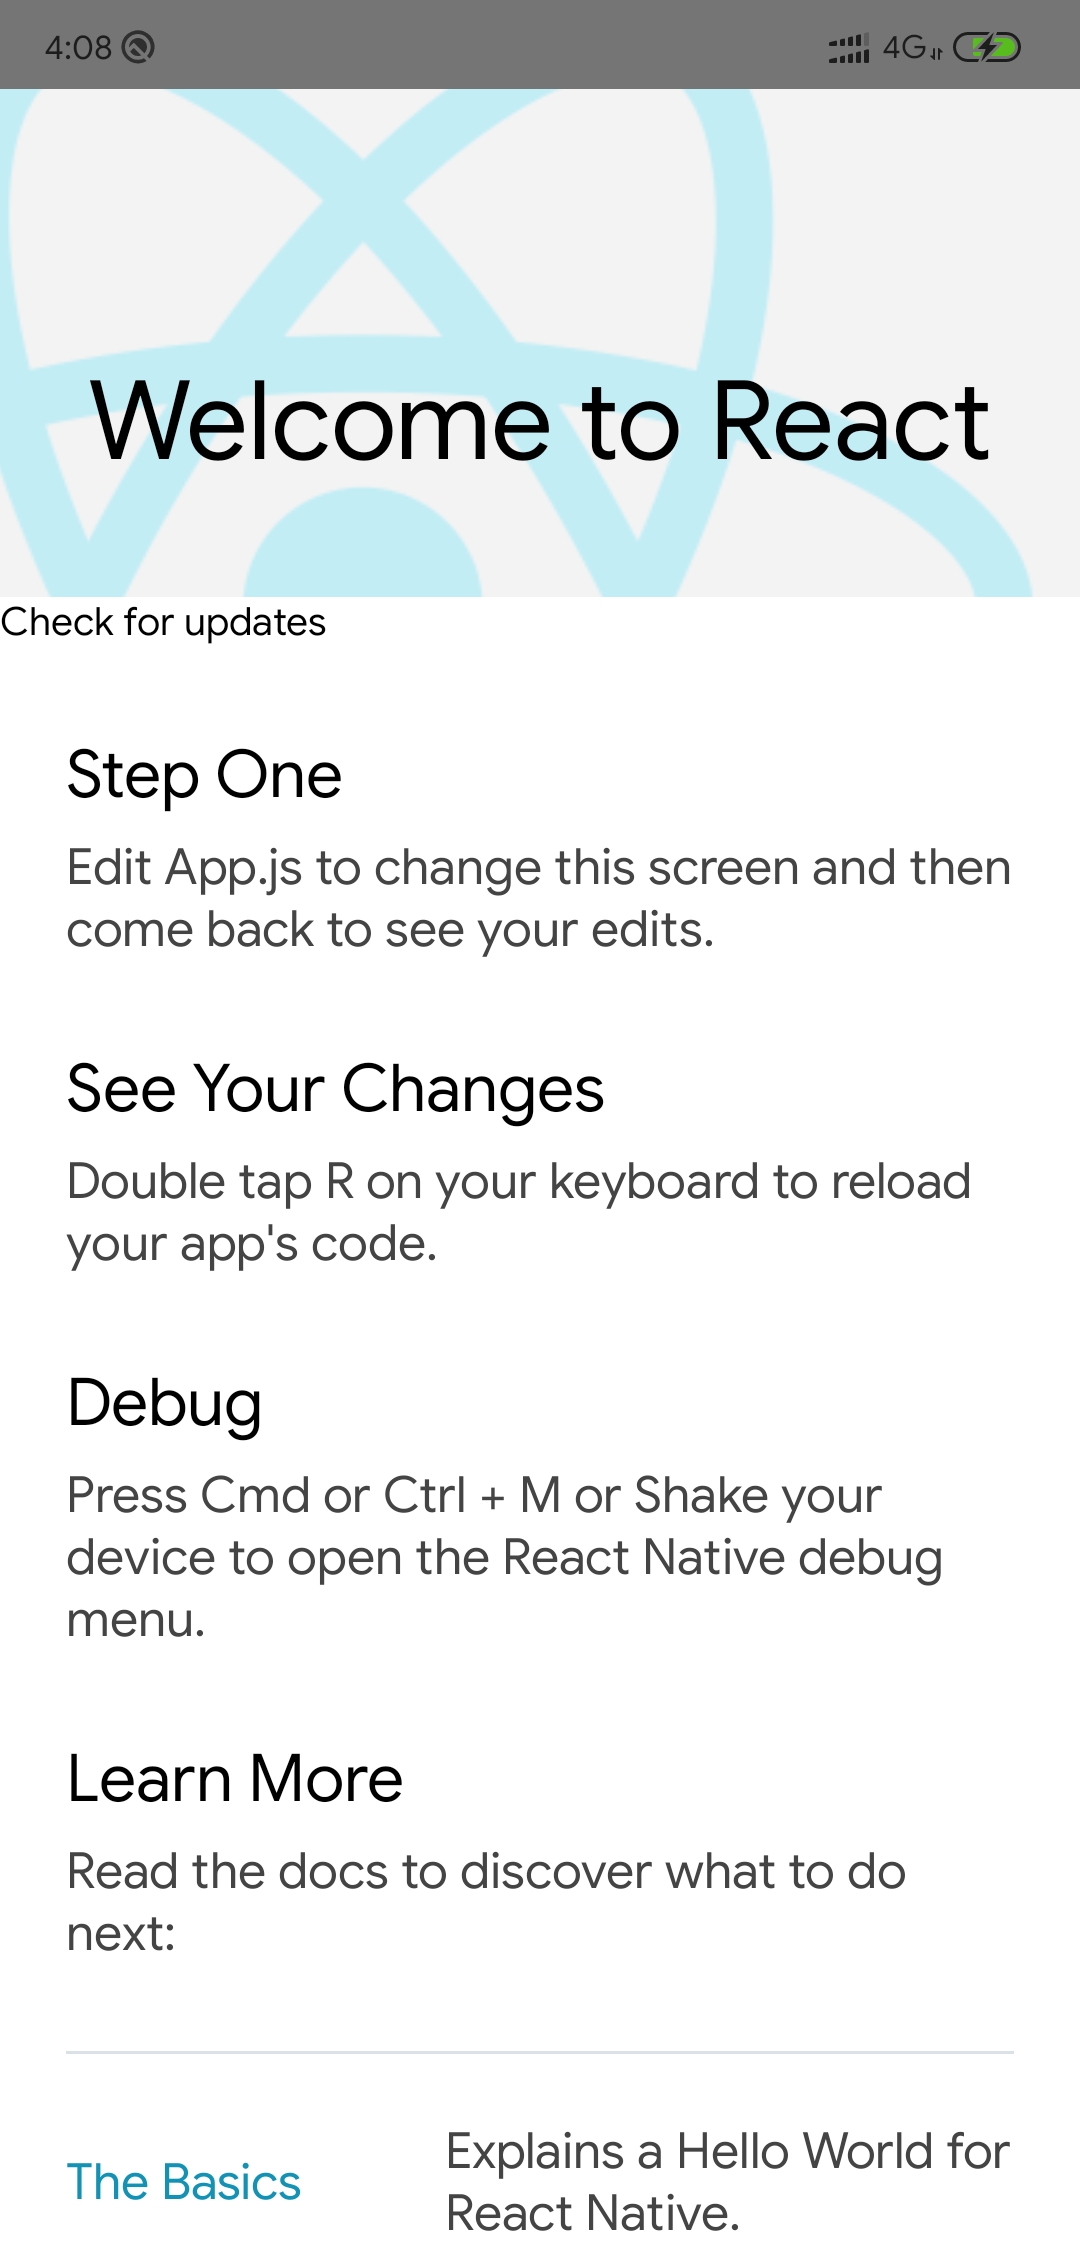 4:08
4G
Welcome to React
Check for updates
Step One
Edit App.js to change this screen and then
come back to see your edits.
See Your Changes
Double tap R on your keyboard to reload
your app's code.
Debug
Press Cmd or Ctrl + M or Shake your
device to open the React Native debug
menu.
Learn More
Read the docs to discover what to do
next:
The Basics
Explains a Hello World for
React Native.